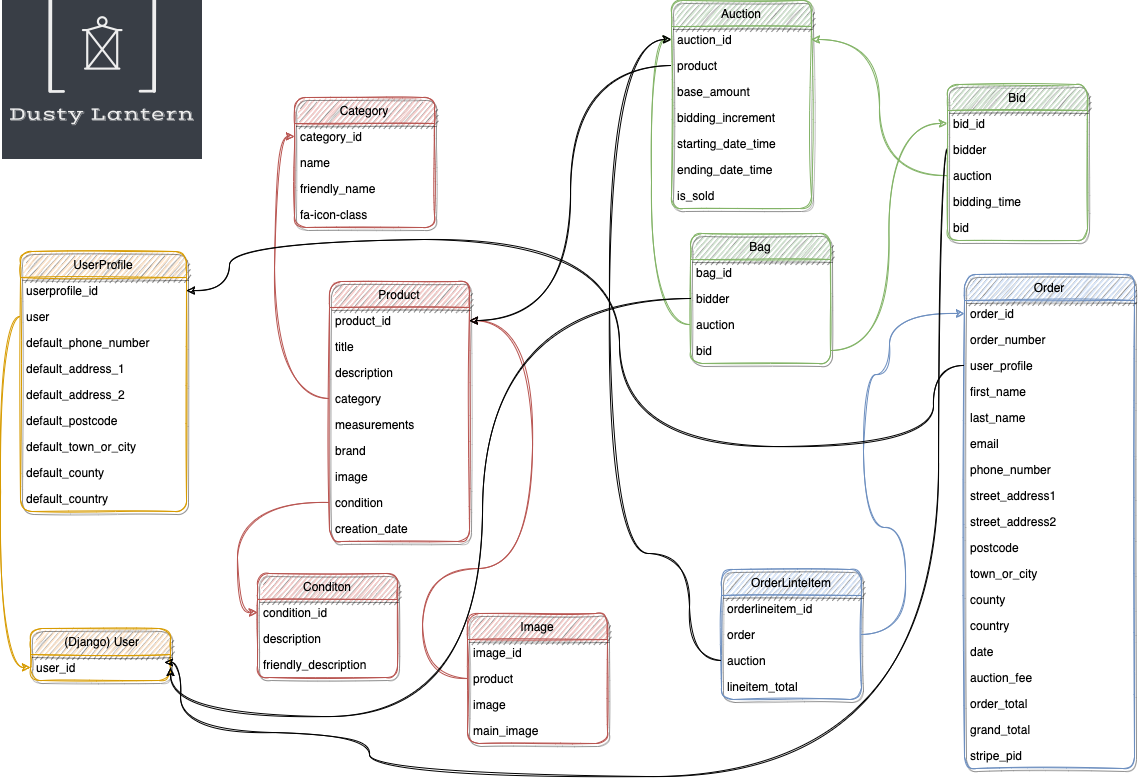 Dusty Lantern
Category
category_id
name
friendly_name
fa-icon-class
Auction
auction_id
product
base_amount
bidding_increment
starting_date_time
ending_date_time
is_sold
Bid
bid_id
bidder
auction
bidding_time
bid
Bag
bag_id
bidder
auction
bid
UserProfile
userprofile_id
user
default_phone_number
default_address_1
default_address_2
default_postcode
default_town_or_city
default_county
default_country
Product
product_id
title
description
category
measurements
brand
image
condition
creation_date
Order
order_id
order_number
user_profile
first_name
last_name
email
phone_number
street_address1
street_address2
postcode
town_or_city
county
country
date
auction_fee
order_total
grand_total
stripe_pid
Conditon
condition_id
description
friendly_description
OrderLinteItem
orderlineitem_id
order
auction
lineitem_total
(Django) User
user_id
Image
image_id
product
image
main_image